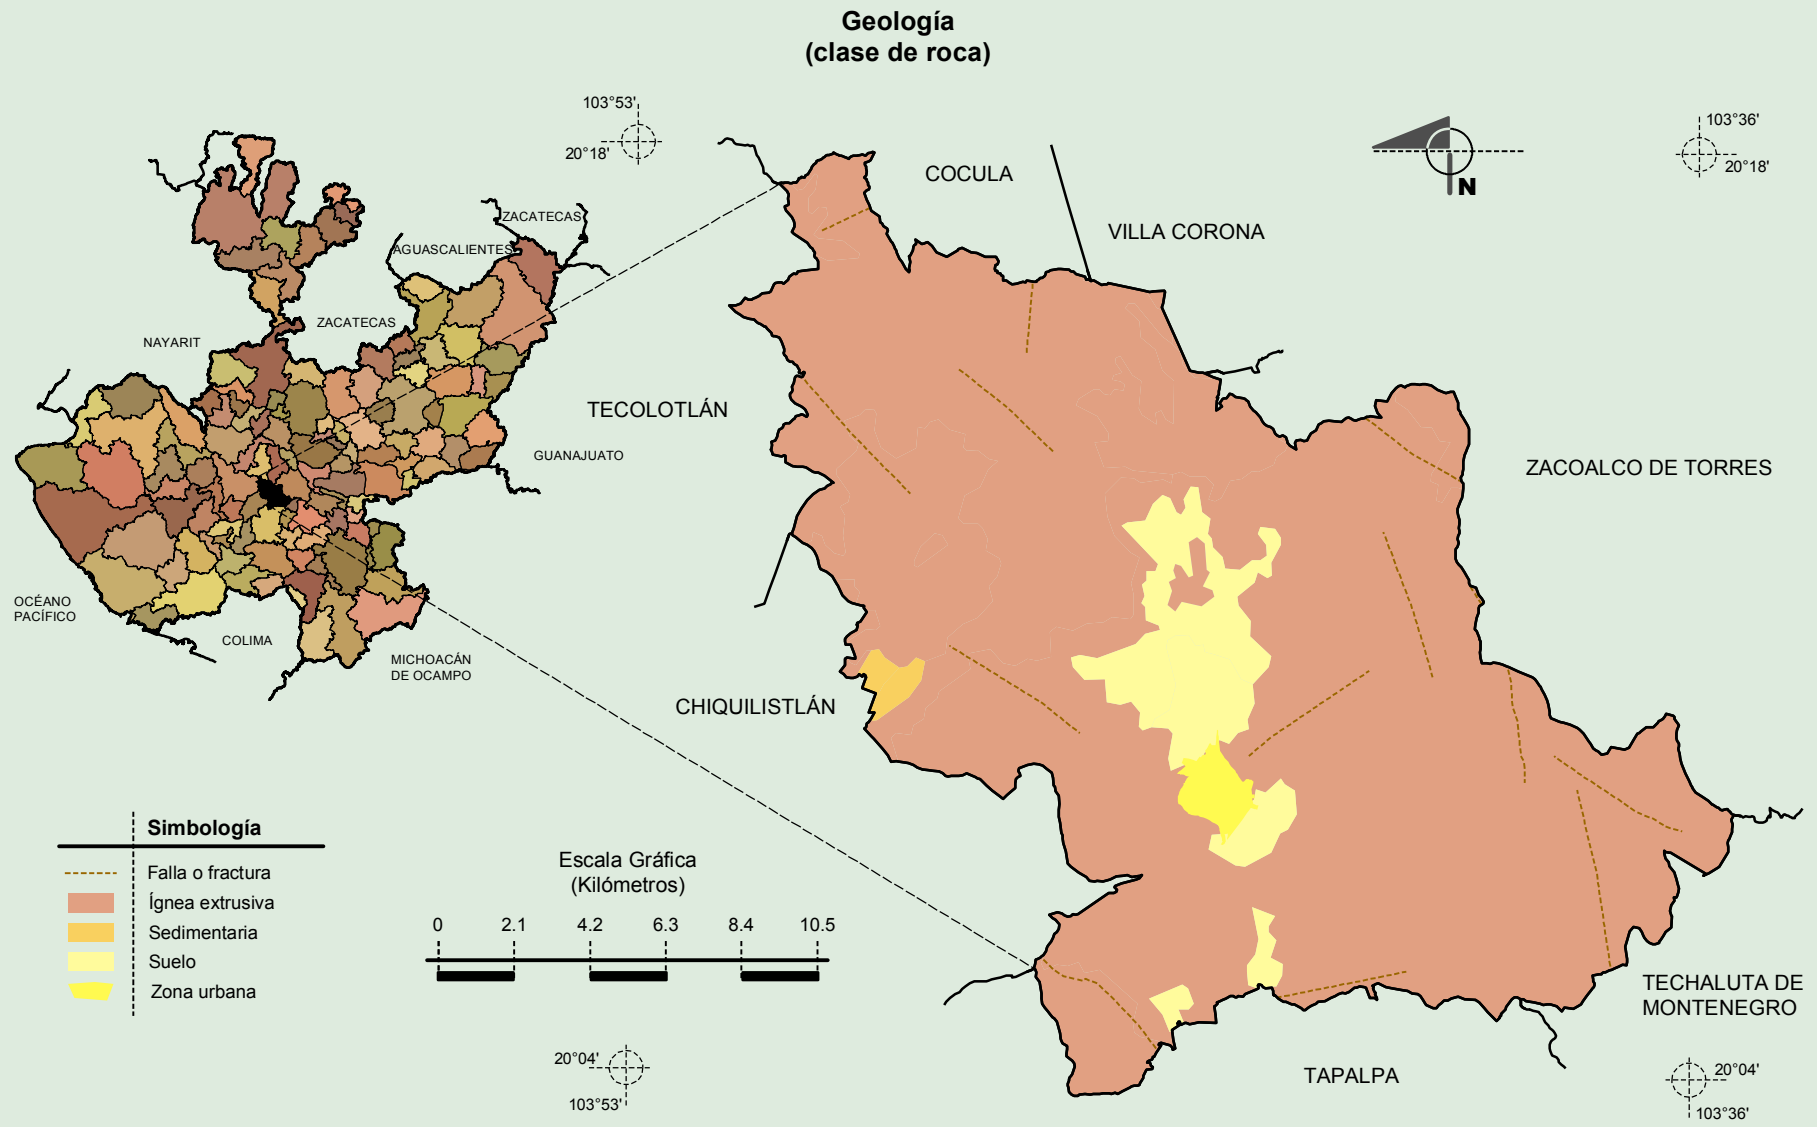 Geología
(clase de roca)
103°53'
20°18'
103°36'
20°18'
N
COCULA
VILLA CORONA
ZACATECAS
AGUASCALIENTES
ZACATECAS
NAYARIT
TECOLOTLÁN
GUANAJUATO
ZACOALCO DE TORRES
OCÉANO
PACÍFICO
COLIMA
MICHOACÁN
DE OCAMPO
CHIQUILISTLÁN
Simbología
Falla o fractura
Ígnea extrusiva
Sedimentaria
Suelo
Zona urbana
Escala Gráfica
(Kilómetros)
0 2.1 4.2 6.3 8.4 10.5
TECHALUTA DE
MONTENEGRO
TAPALPA
20°04'
103°53'
20°04'
103°36'